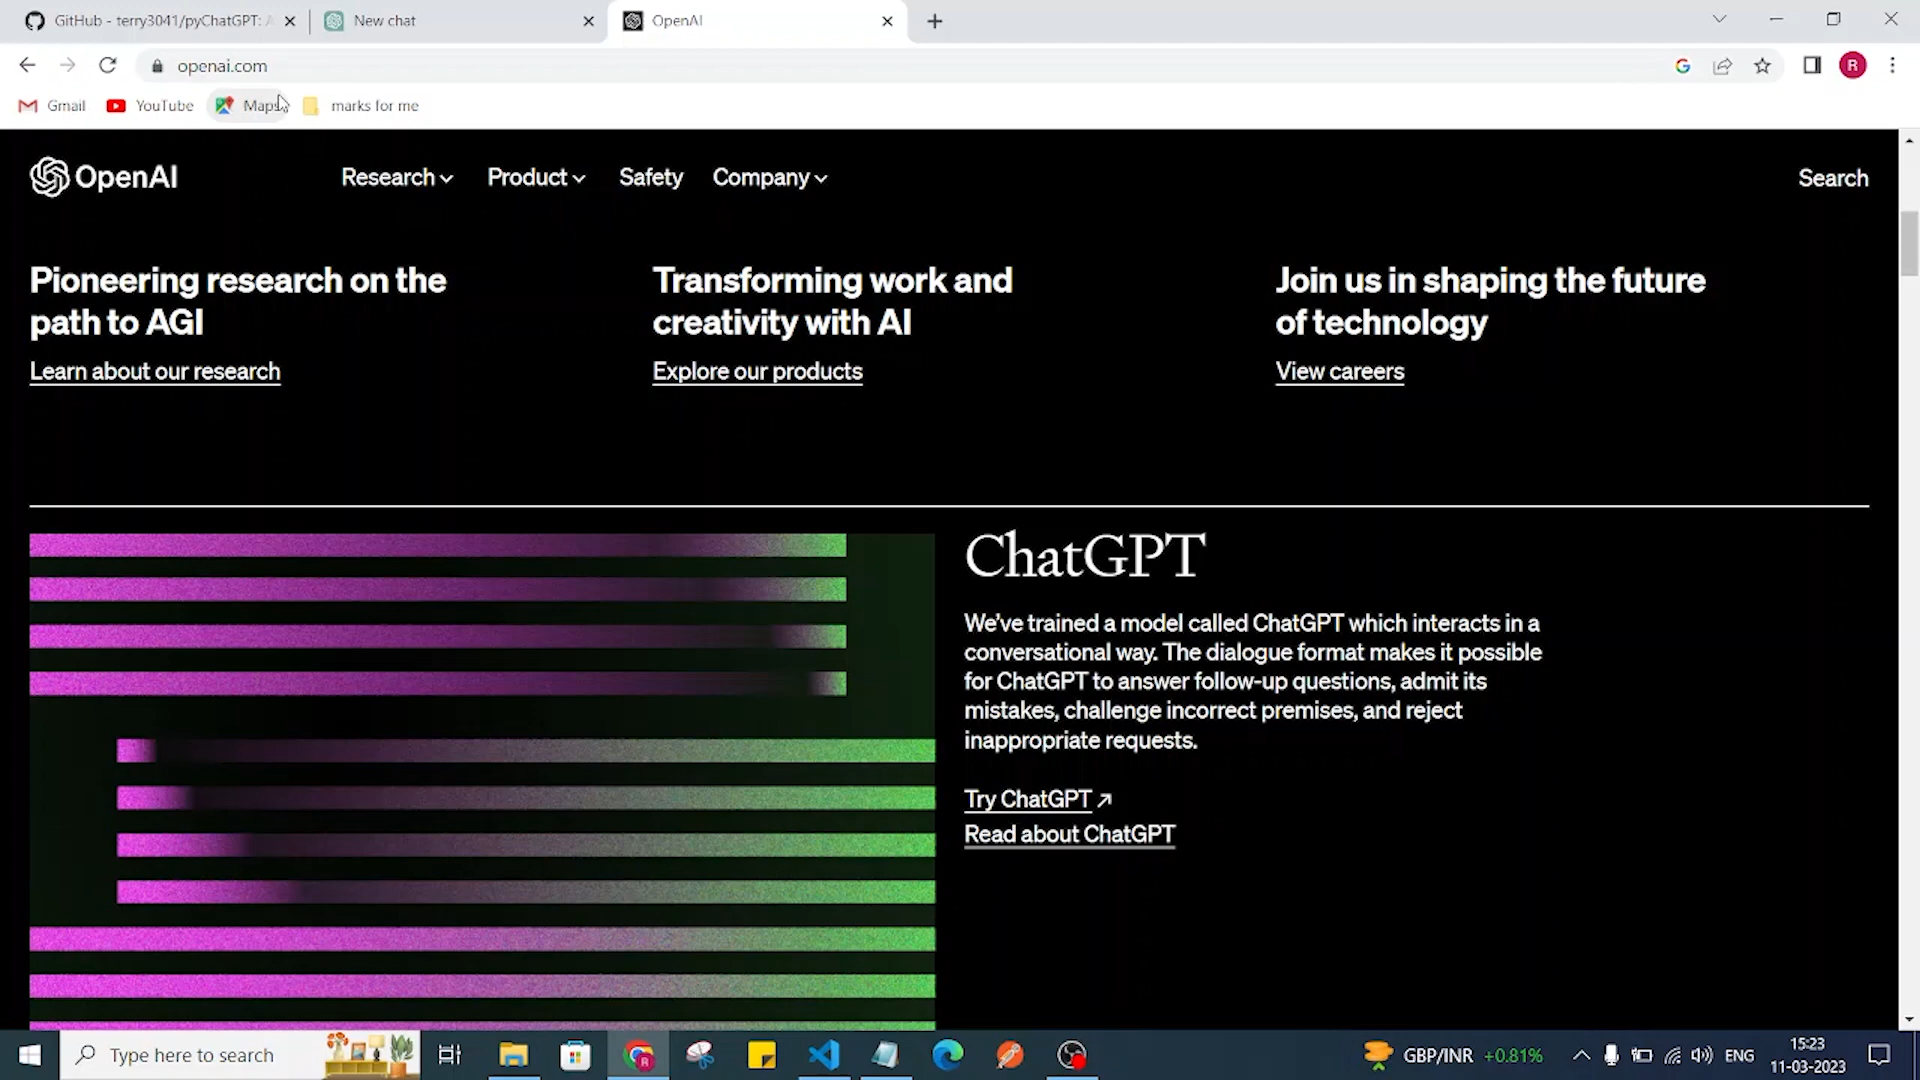 GitHub - terry3041/pyChatGPT: A
New chat
OpenAI
openai.com
Gmail
YouTube
Maps
marks for me
OpenAI
Research
Product
Safety
Company
Search
Pioneering research on the
path to AGI
Learn about our research
Transforming work and
creativity with AI
Explore our products
Join us in shaping the future
of technology
View careers
ChatGPT
We've trained a model called ChatGPT which interacts in a
conversational way. The dialogue format makes it possible
for ChatGPT to answer follow-up questions, admit its
mistakes, challenge incorrect premises, and reject
inappropriate requests.
Try ChatGPT ↗
Read about ChatGPT
Type here to search
GBP/INR +0.81%
ENG
15:23
11-03-2023
R